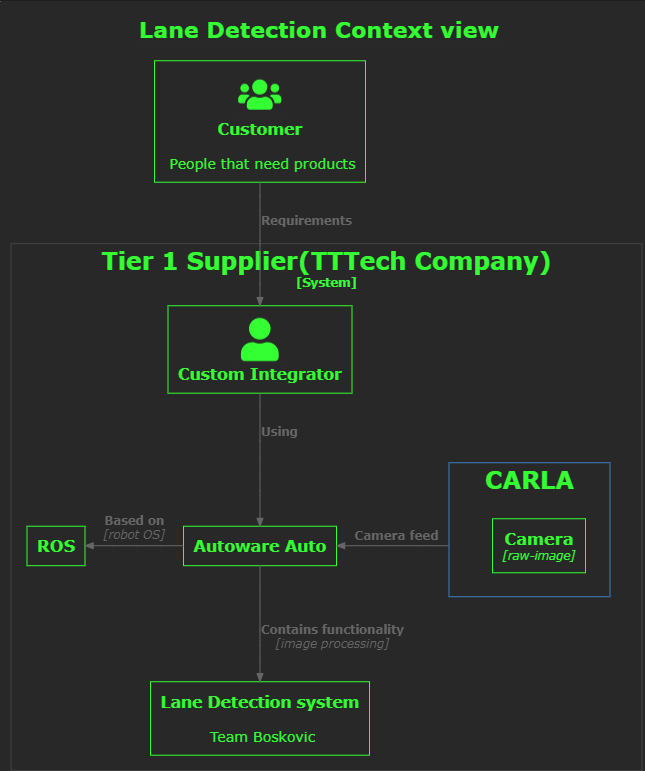 Lane Detection Context view
Customer
People that need products
Requirements
Tier 1 Supplier(TTTech Company)
[System]
Custom Integrator
Using
CARLA
Camera
[raw-image]
Camera feed
Based on
[robot OS]
ROS
Autoware Auto
Contains functionality
[image processing]
Lane Detection system
Team Boskovic